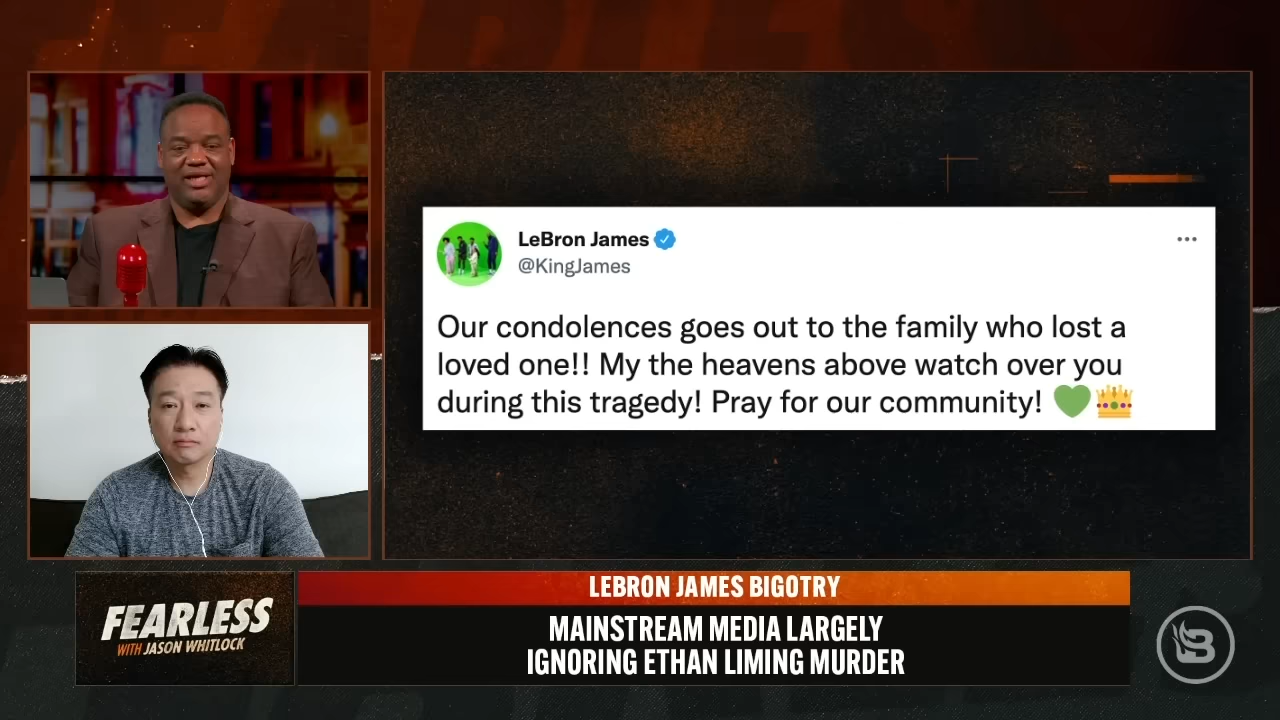 LeBron James
@KingJames
Our condolences goes out to the family who lost a
loved one!! My the heavens above watch over you
during this tragedy! Pray for our community! 💚👑
LEBRON JAMES BIGOTRY
FEARLESS
WITH JASON WHITLOCK
MAINSTREAM MEDIA LARGELY
IGNORING ETHAN LIMING MURDER
B